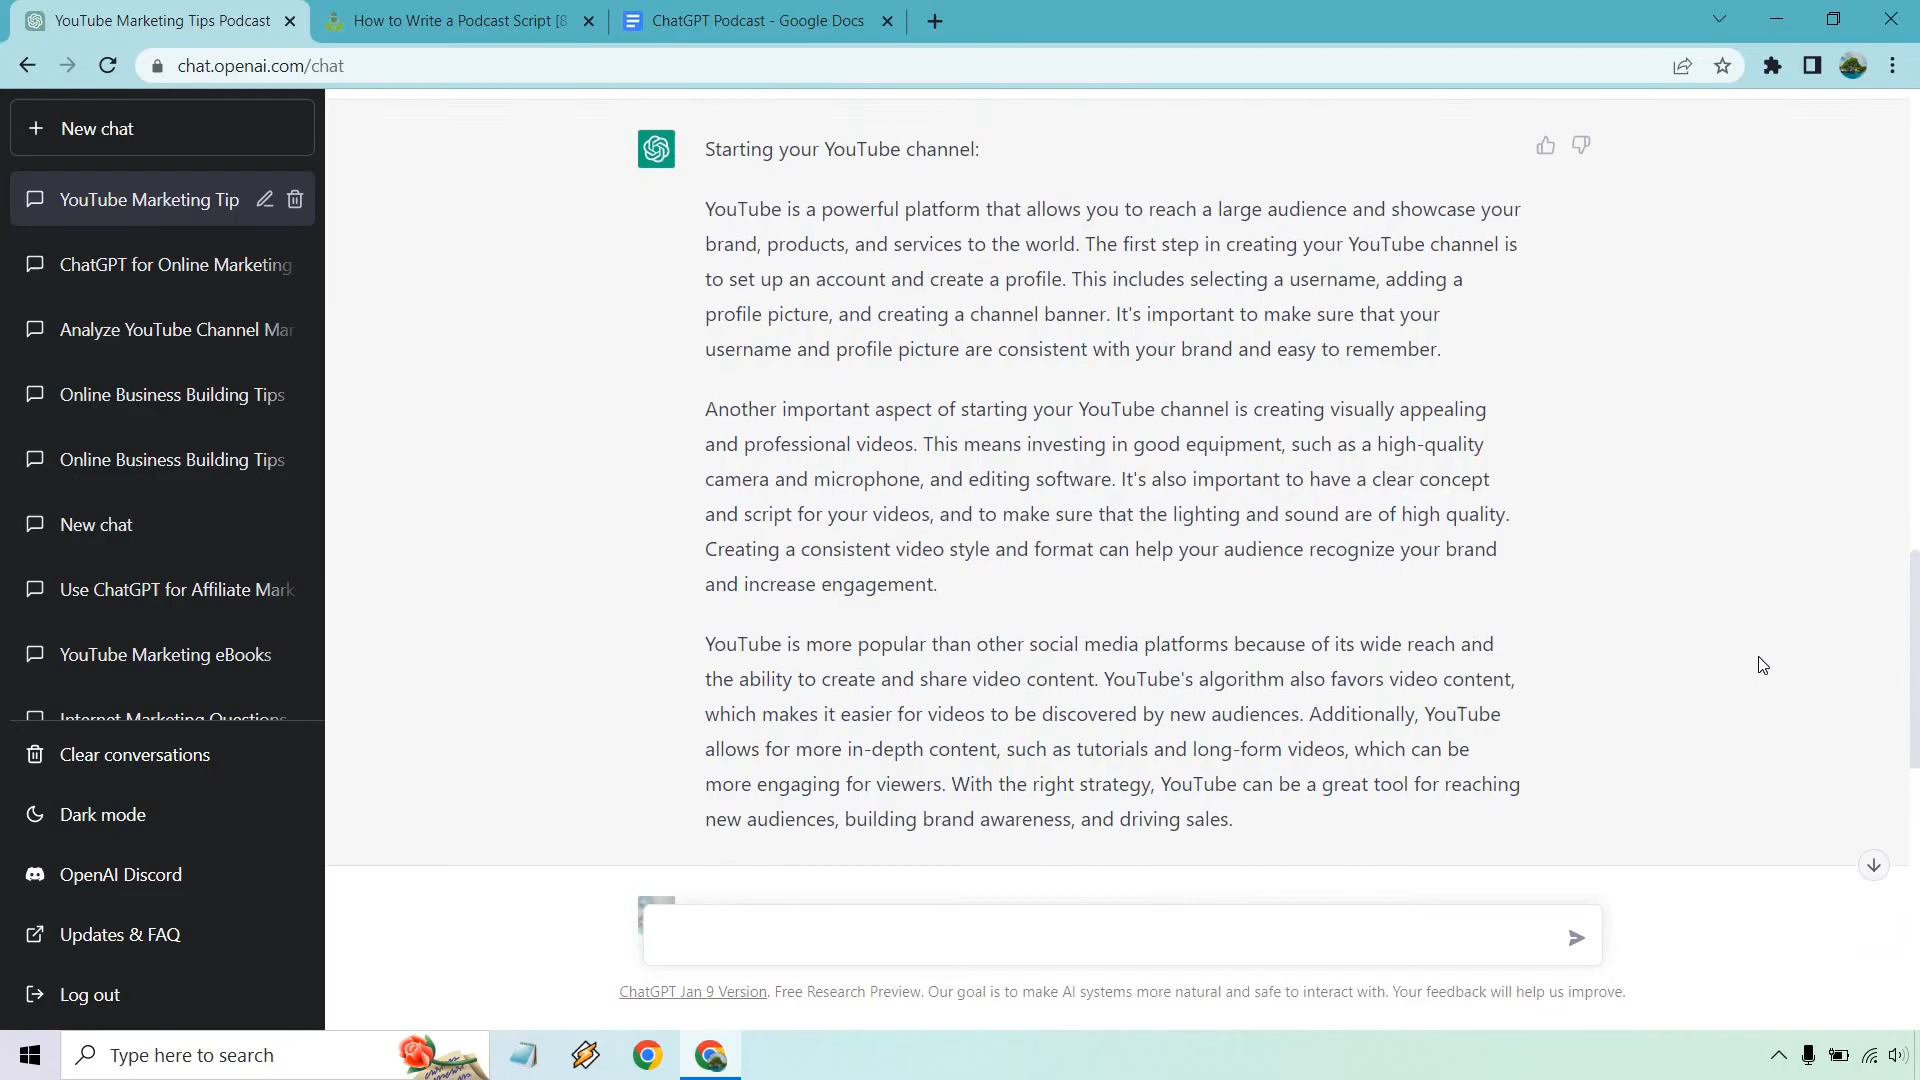 YouTube Marketing Tips Podcast
How to Write a Podcast Script [8
ChatGPT Podcast - Google Docs
chat.openai.com/chat
New chat
YouTube Marketing Tip
ChatGPT for Online Marketing
Analyze YouTube Channel Mar
Online Business Building Tips
Online Business Building Tips
New chat
Use ChatGPT for Affiliate Mark
YouTube Marketing eBooks
Internet Marketing Questions
Clear conversations
Dark mode
OpenAI Discord
Updates & FAQ
Log out
Starting your YouTube channel:
YouTube is a powerful platform that allows you to reach a large audience and showcase your
brand, products, and services to the world. The first step in creating your YouTube channel is
to set up an account and create a profile. This includes selecting a username, adding a
profile picture, and creating a channel banner. It's important to make sure that your
username and profile picture are consistent with your brand and easy to remember.
Another important aspect of starting your YouTube channel is creating visually appealing
and professional videos. This means investing in good equipment, such as a high-quality
camera and microphone, and editing software. It's also important to have a clear concept
and script for your videos, and to make sure that the lighting and sound are of high quality.
Creating a consistent video style and format can help your audience recognize your brand
and increase engagement.
YouTube is more popular than other social media platforms because of its wide reach and
the ability to create and share video content. YouTube's algorithm also favors video content,
which makes it easier for videos to be discovered by new audiences. Additionally, YouTube
allows for more in-depth content, such as tutorials and long-form videos, which can be
more engaging for viewers. With the right strategy, YouTube can be a great tool for reaching
new audiences, building brand awareness, and driving sales.
ChatGPT Jan 9 Version. Free Research Preview. Our goal is to make AI systems more natural and safe to interact with. Your feedback will help us improve.
Type here to search